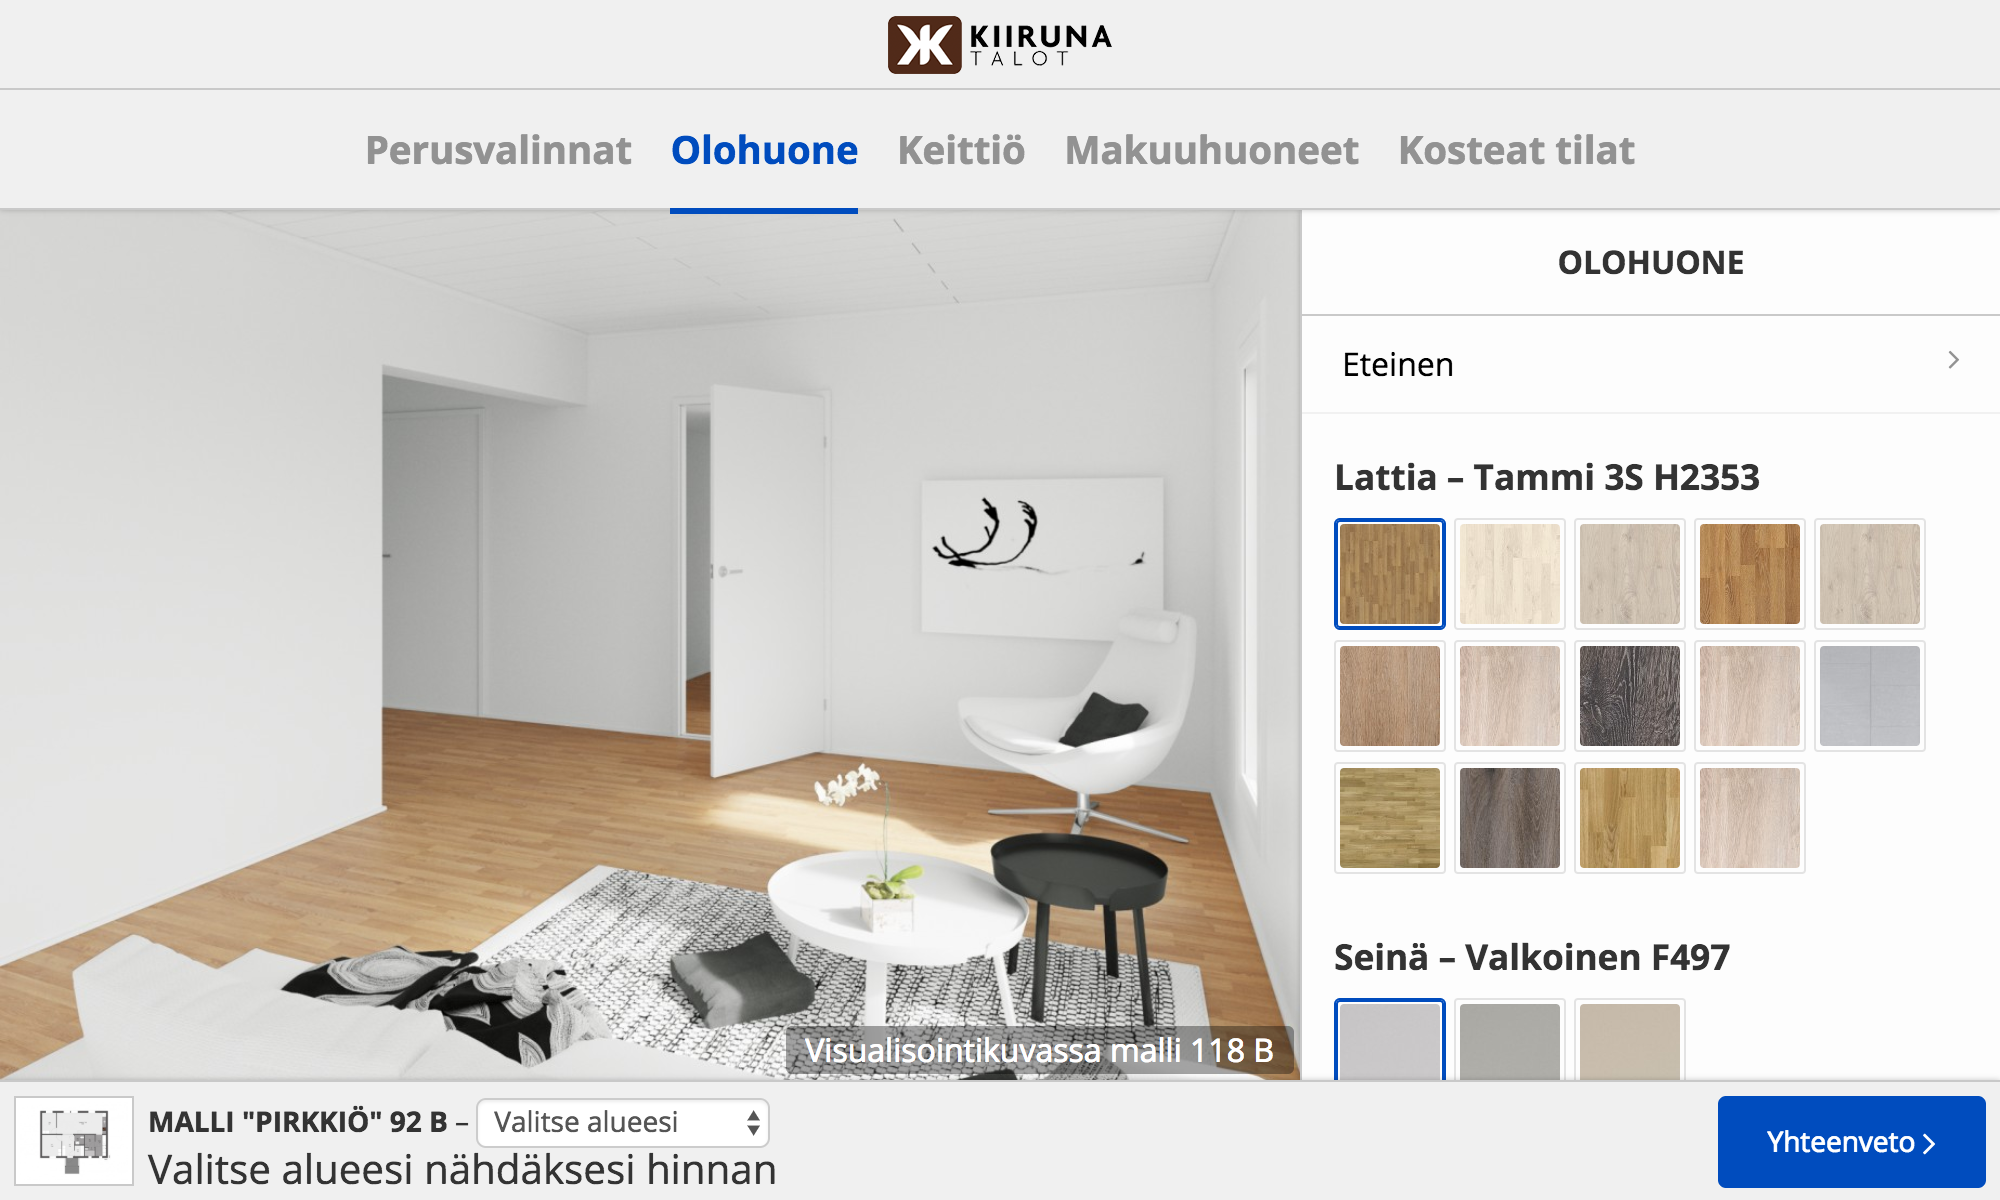 KIIRUNA
TALOT
Perusvalinnat Olohuone Keittiö Makuuhuoneet Kosteat tilat
OLOHUONE
Eteinen
Lattia – Tammi 3S H2353
Seinä – Valkoinen F497
Visualisointikuvassa malli 118 B
MALLI "PIRKKIÖ" 92 B – Valitse alueesi
Valitse alueesi nähdäksesi hinnan
Yhteenveto